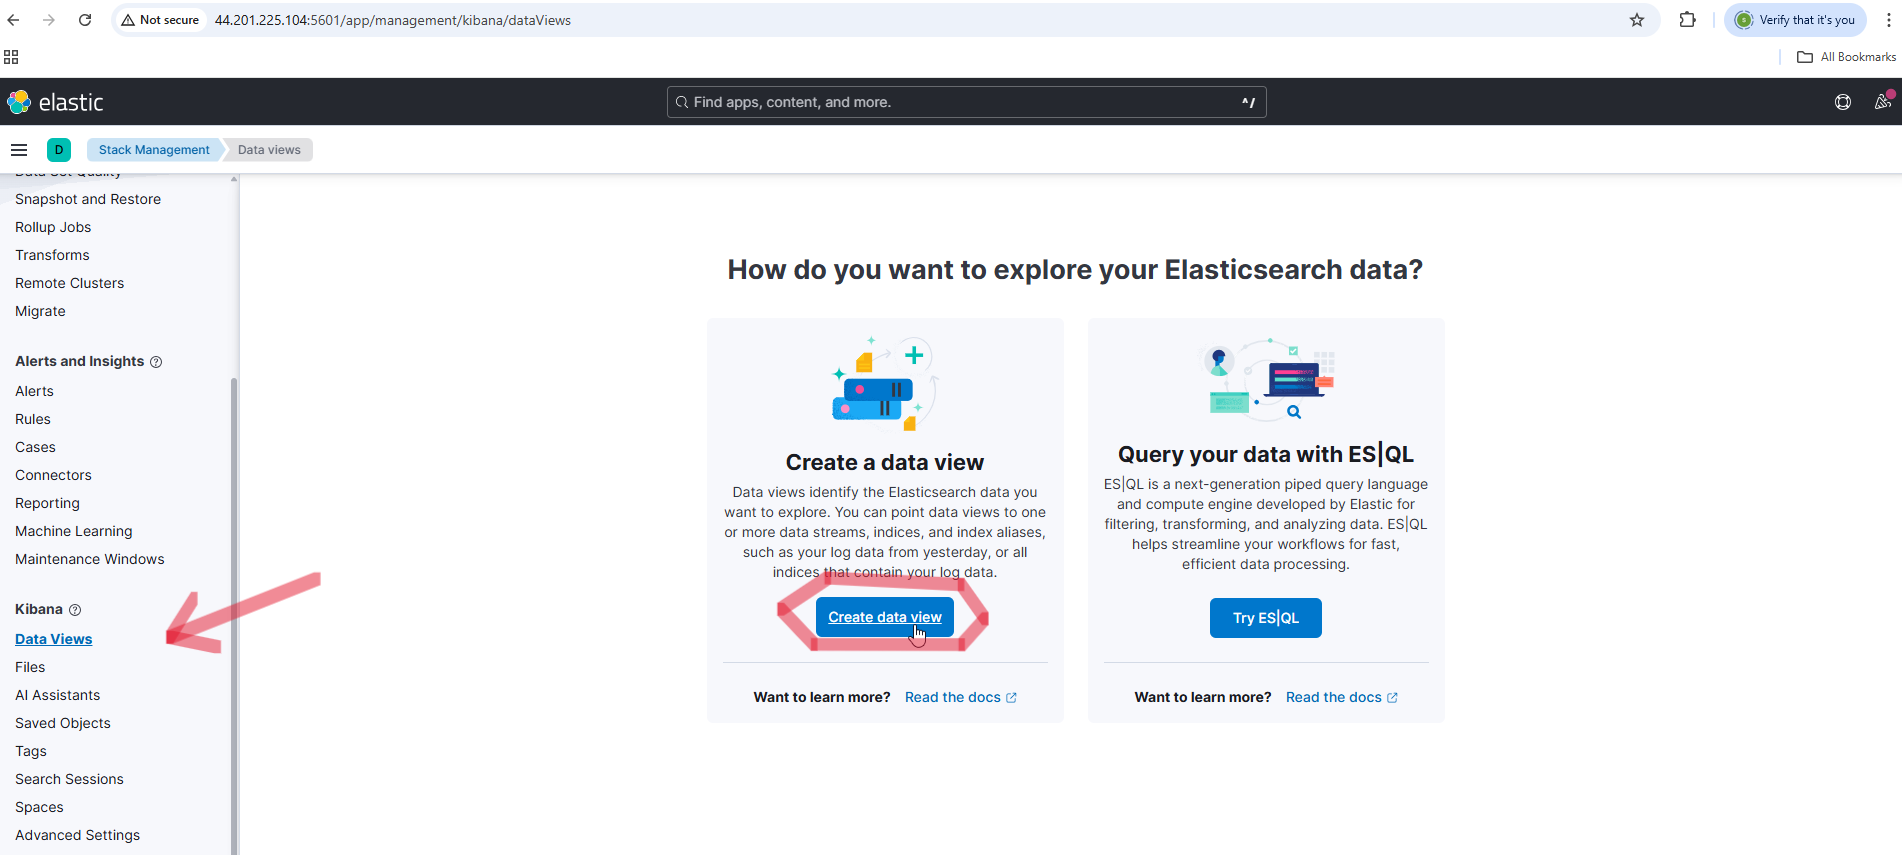 Not secure
44.201.225.104:5601/app/management/kibana/dataViews
Verify that it's you
All Bookmarks
elastic
Find apps, content, and more.
^/
D
Stack Management
Data views
Data Set Quality
Snapshot and Restore
Rollup Jobs
Transforms
Remote Clusters
Migrate
Alerts and Insights
Alerts
Rules
Cases
Connectors
Reporting
Machine Learning
Maintenance Windows
Kibana
Data Views
Files
AI Assistants
Saved Objects
Tags
Search Sessions
Spaces
Advanced Settings
How do you want to explore your Elasticsearch data?
Create a data view
Data views identify the Elasticsearch data you
want to explore. You can point data views to one
or more data streams, indices, and index aliases,
such as your log data from yesterday, or all
indices that contain your log data.
Create data view
Want to learn more? Read the docs
Query your data with ES|QL
ES|QL is a next-generation piped query language
and compute engine developed by Elastic for
filtering, transforming, and analyzing data. ES|QL
helps streamline your workflows for fast,
efficient data processing.
Try ES|QL
Want to learn more? Read the docs